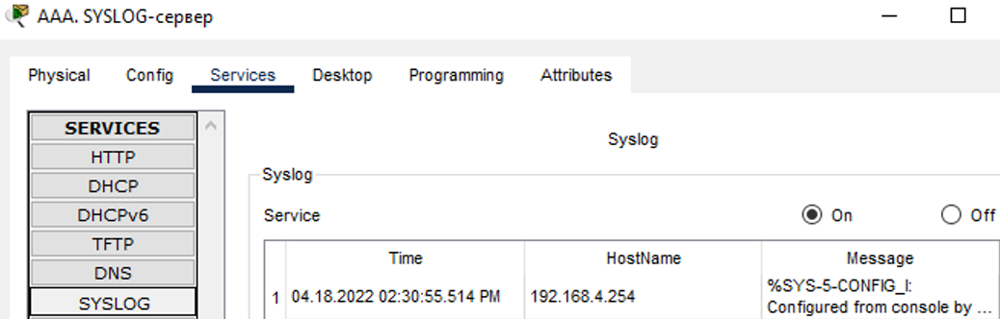 AAA. SYSLOG-сервер
Physical Config Services Desktop Programming Attributes
SERVICES
HTTP
DHCP
DHCPv6
TFTP
DNS
SYSLOG
Syslog
Syslog
Service On Off
Time HostName Message
1 04.18.2022 02:30:55.514 PM 192.168.4.254 %SYS-5-CONFIG_I:
Configured from console by ...